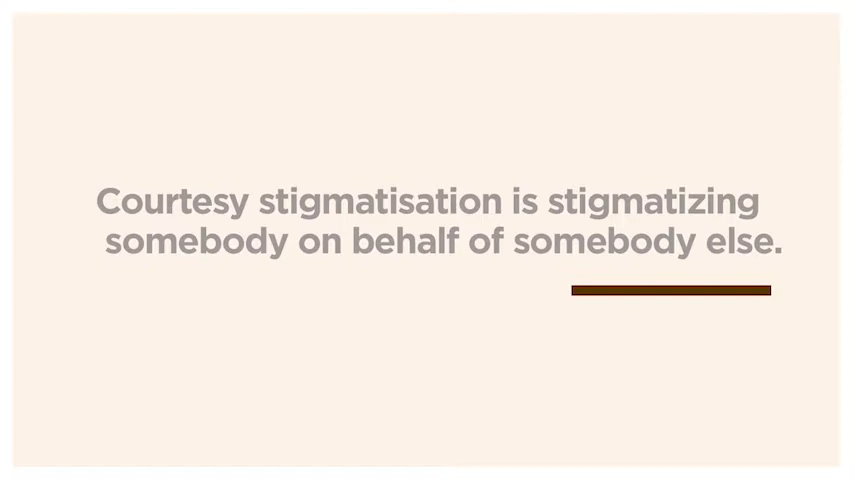 Courtesy stigmatisation is stigmatizing
somebody on behalf of somebody else.